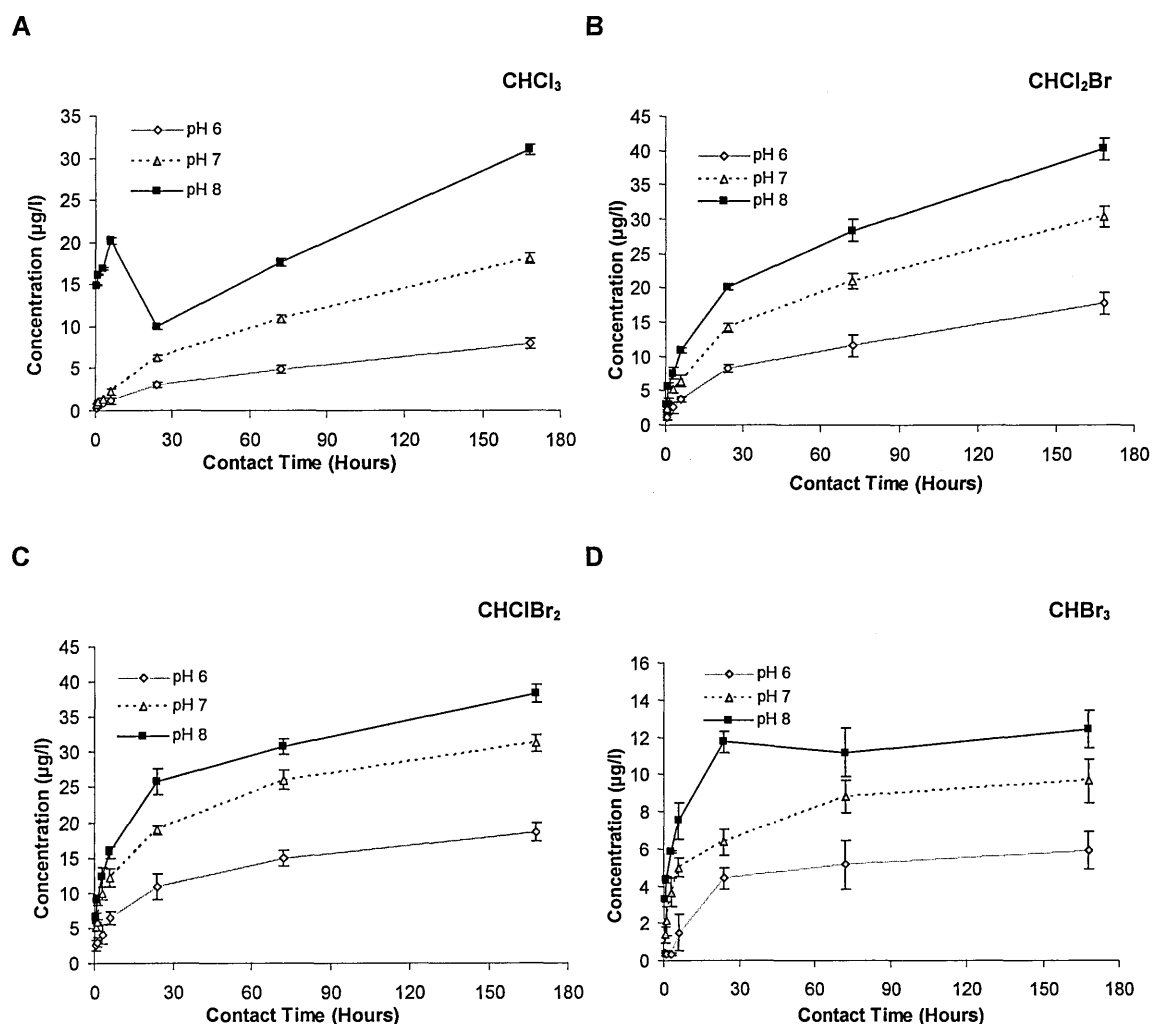 A
CHCl₃
35
30
25
20
15
10
5
0
Concentration (µg/l)
pH 6
pH 7
pH 8
0 30 60 90 120 150 180
Contact Time (Hours)
B
CHCl₂Br
45
40
35
30
25
20
15
10
5
0
Concentration (µg/l)
pH 6
pH 7
pH 8
0 30 60 90 120 150 180
Contact Time (Hours)
C
CHClBr₂
45
40
35
30
25
20
15
10
5
0
Concentration (µg/l)
pH 6
pH 7
pH 8
0 30 60 90 120 150 180
Contact Time (Hours)
D
CHBr₃
16
14
12
10
8
6
4
2
0
Concentration (µg/l)
pH 6
pH 7
pH 8
0 30 60 90 120 150 180
Contact Time (Hours)